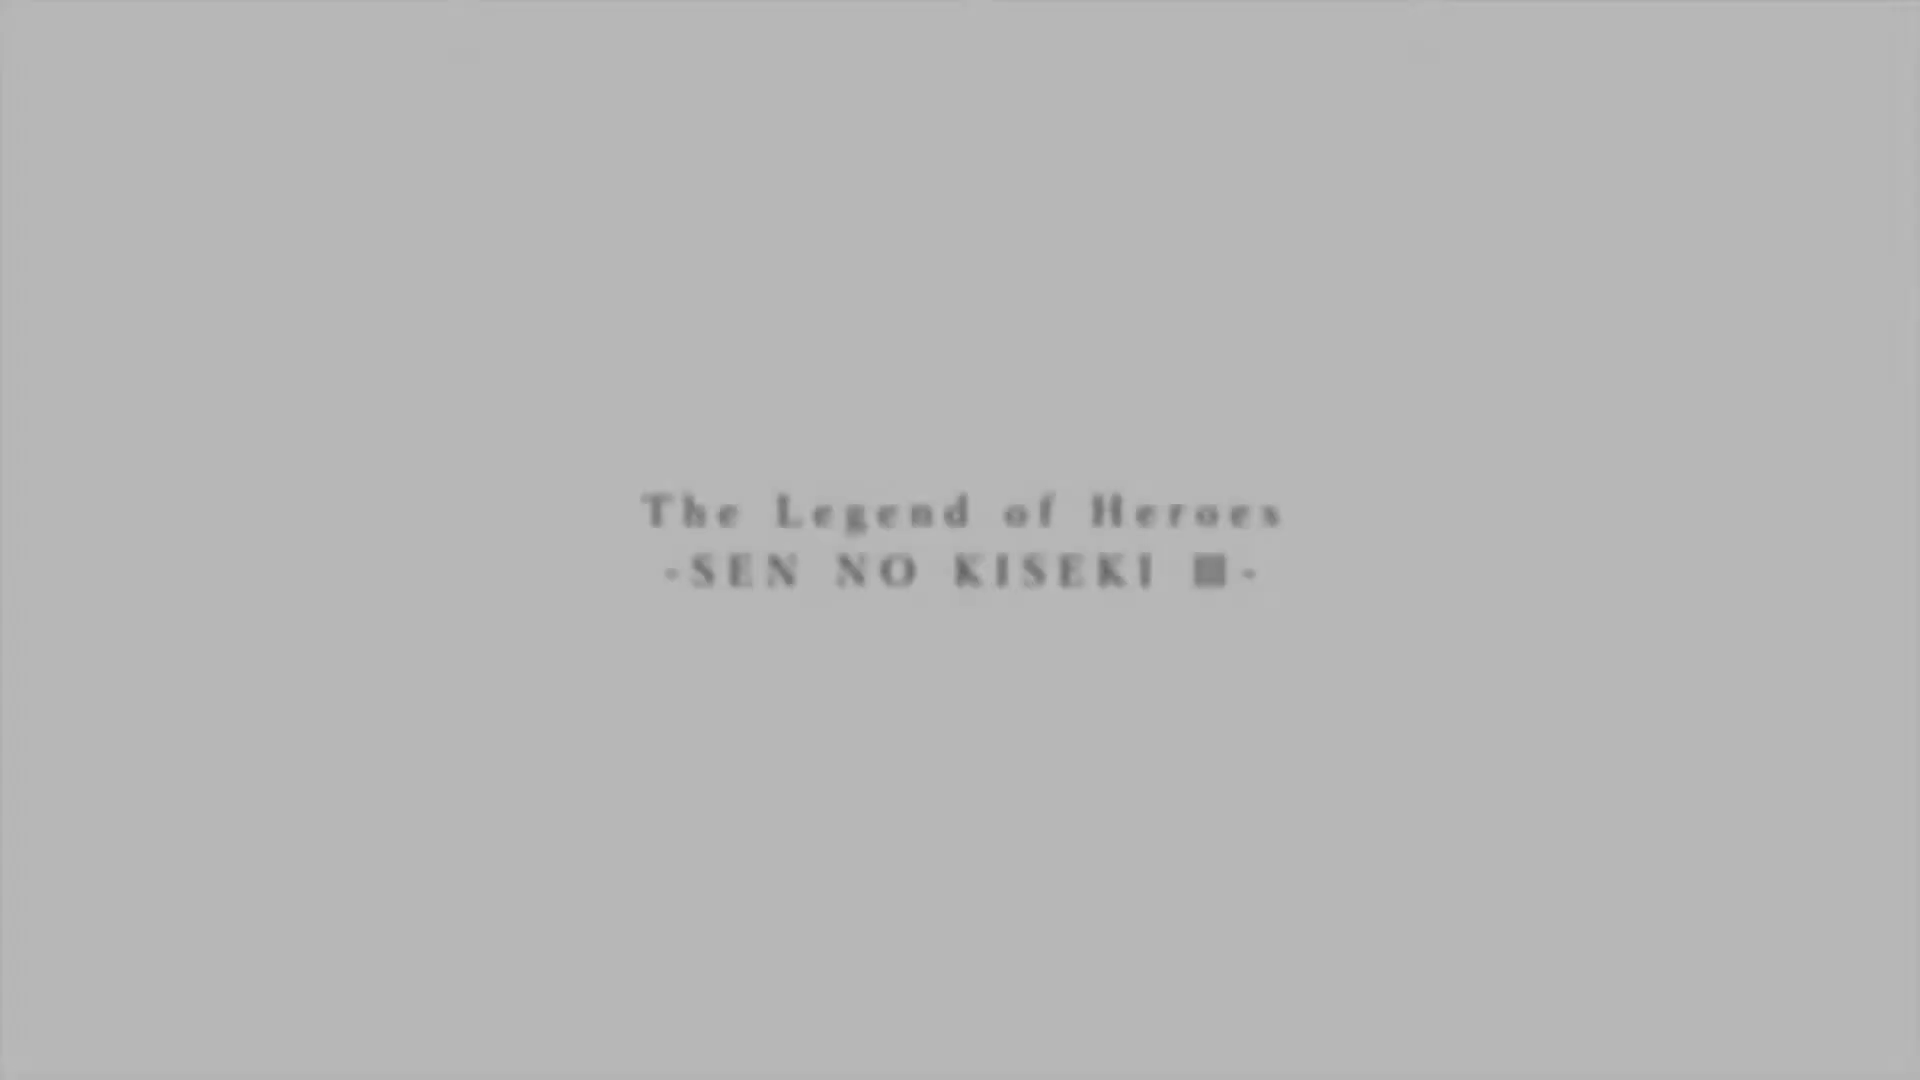 The Legend of Heroes
-SEN NO KISEKI Ⅲ-